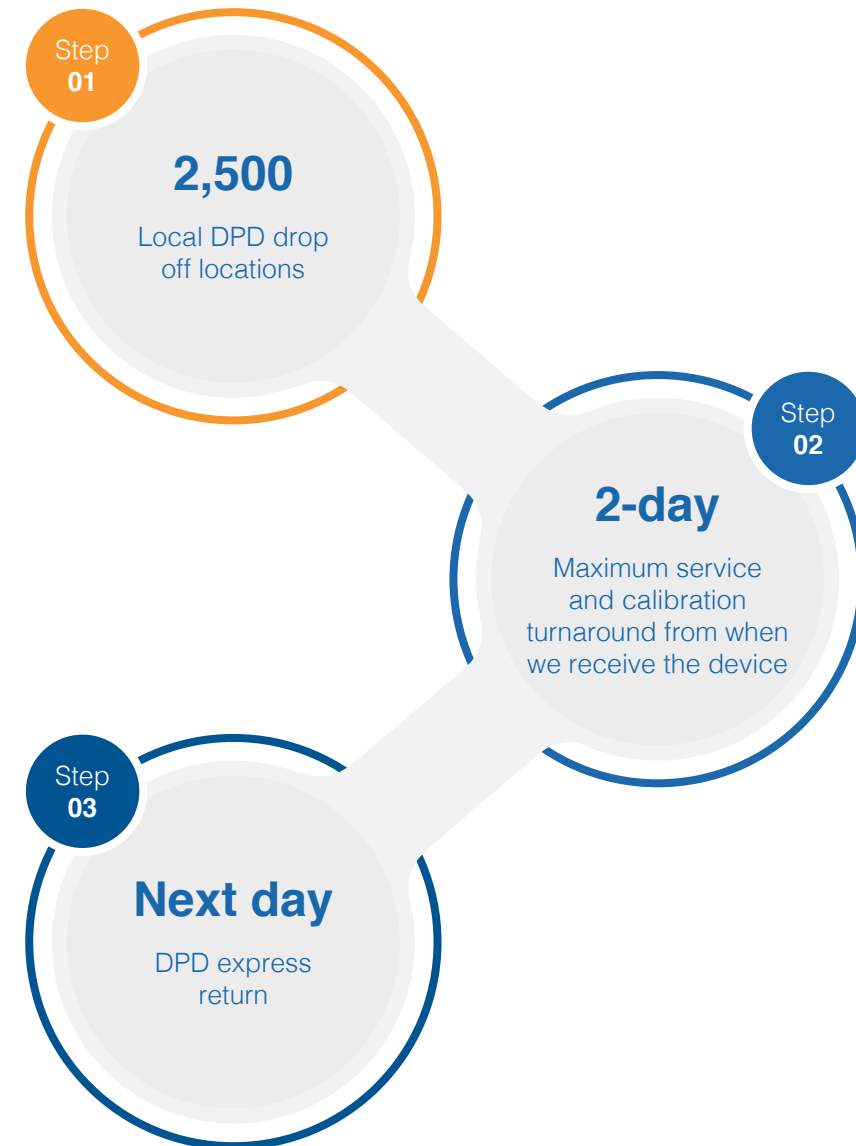 Step
01
2,500
Local DPD drop
off locations
Step
02
2-day
Maximum service
and calibration
turnaround from when
we receive the device
Step
03
Next day
DPD express
return